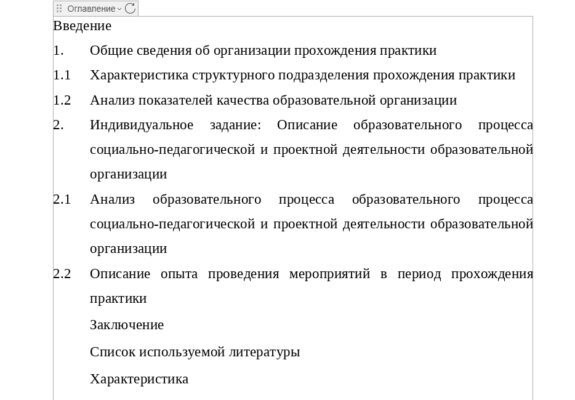 Оглавление
Введение
1. Общие сведения об организации прохождения практики
1.1 Характеристика структурного подразделения прохождения практики
1.2 Анализ показателей качества образовательной организации
2. Индивидуальное задание: Описание образовательного процесса
социально-педагогической и проектной деятельности образовательной
организации
2.1 Анализ образовательного процесса образовательного процесса
социально-педагогической и проектной деятельности образовательной
организации
2.2 Описание опыта проведения мероприятий в период прохождения
практики
Заключение
Список используемой литературы
Характеристика